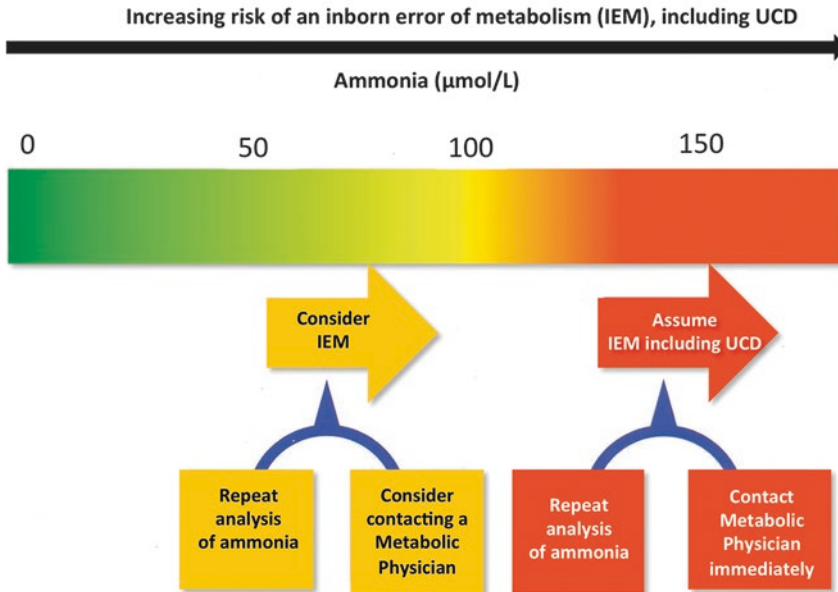 Increasing risk of an inborn error of metabolism (IEM), including UCD
Ammonia (μmol/L)
0 50 100 150
Consider
IEM
Assume
IEM including UCD
Repeat
analysis
of ammonia
Consider
contacting a
Metabolic
Physician
Repeat
analysis
of ammonia
Contact
Metabolic
Physician
immediately